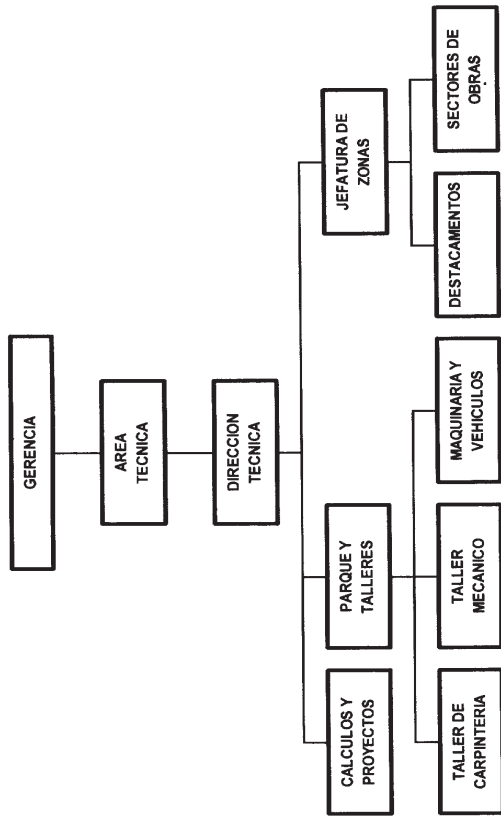 GERENCIA
AREA
TECNICA
DIRECCION
TECNICA
CALCULOS Y
PROYECTOS
PARQUE Y
TALLERES
JEFATURA DE
ZONAS
TALLER DE
CARPINTERIA
TALLER
MECANICO
MAQUINARIA Y
VEHICULOS
DESTACAMENTOS
SECTORES DE
OBRAS